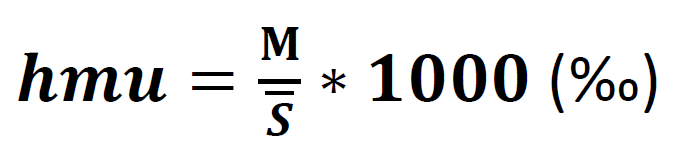 hmu = M / S̅ * 1000 (‰)